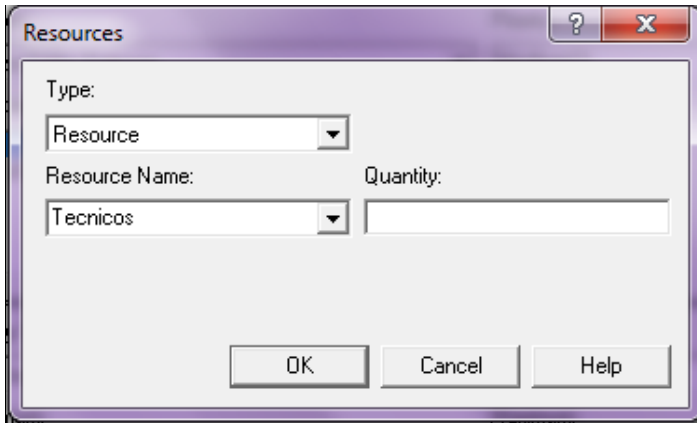 Resources
Type:
Resource
Resource Name: Quantity:
Tecnicos
OK Cancel Help